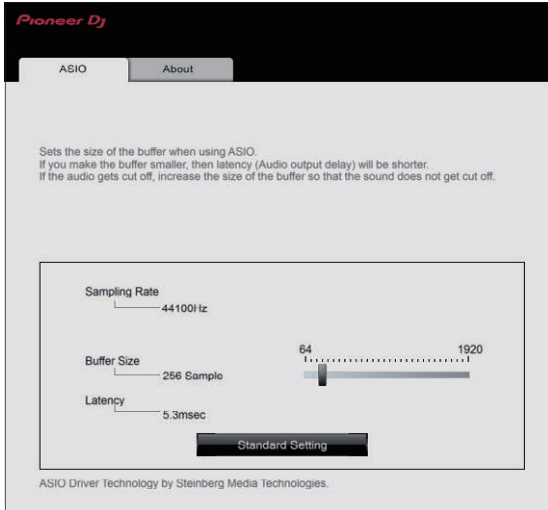 Pioneer Dj
ASIO
About
Sets the size of the buffer when using ASIO.
If you make the buffer smaller, then latency (Audio output delay) will be shorter.
If the audio gets cut off, increase the size of the buffer so that the sound does not get cut off.
Sampling Rate
44100Hz
Buffer Size
256 Sample
64
1920
Latency
5.3msec
Standard Setting
ASIO Driver Technology by Steinberg Media Technologies.